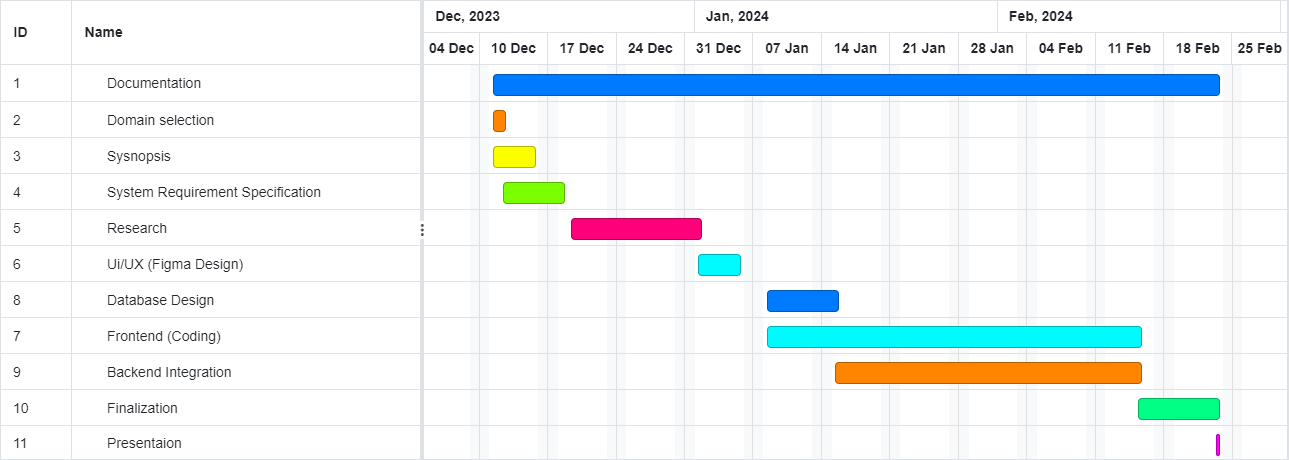 ID Name Dec, 2023 Jan, 2024 Feb, 2024
04 Dec 10 Dec 17 Dec 24 Dec 31 Dec 07 Jan 14 Jan 21 Jan 28 Jan 04 Feb 11 Feb 18 Feb 25 Feb
1 Documentation
2 Domain selection
3 Sysnopsis
4 System Requirement Specification
5 Research
6 Ui/UX (Figma Design)
8 Database Design
7 Frontend (Coding)
9 Backend Integration
10 Finalization
11 Presentaion